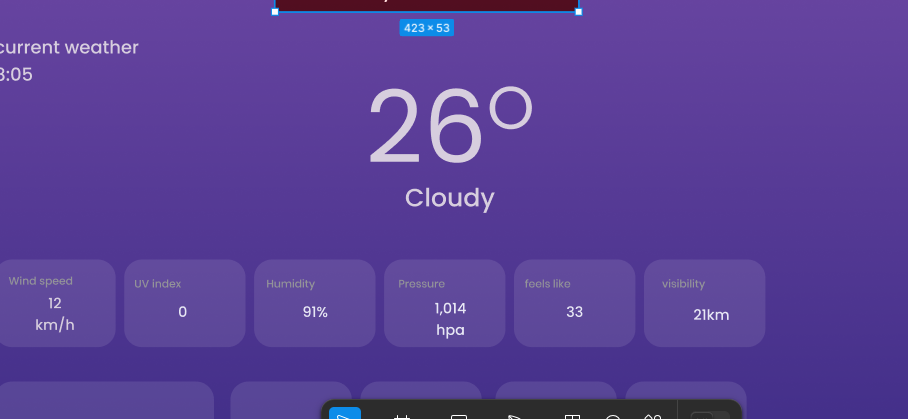 423 × 53
current weather
3:05
26°
Cloudy
Wind speed
12
km/h
UV index
0
Humidity
91%
Pressure
1,014
hpa
feels like
33
visibility
21km